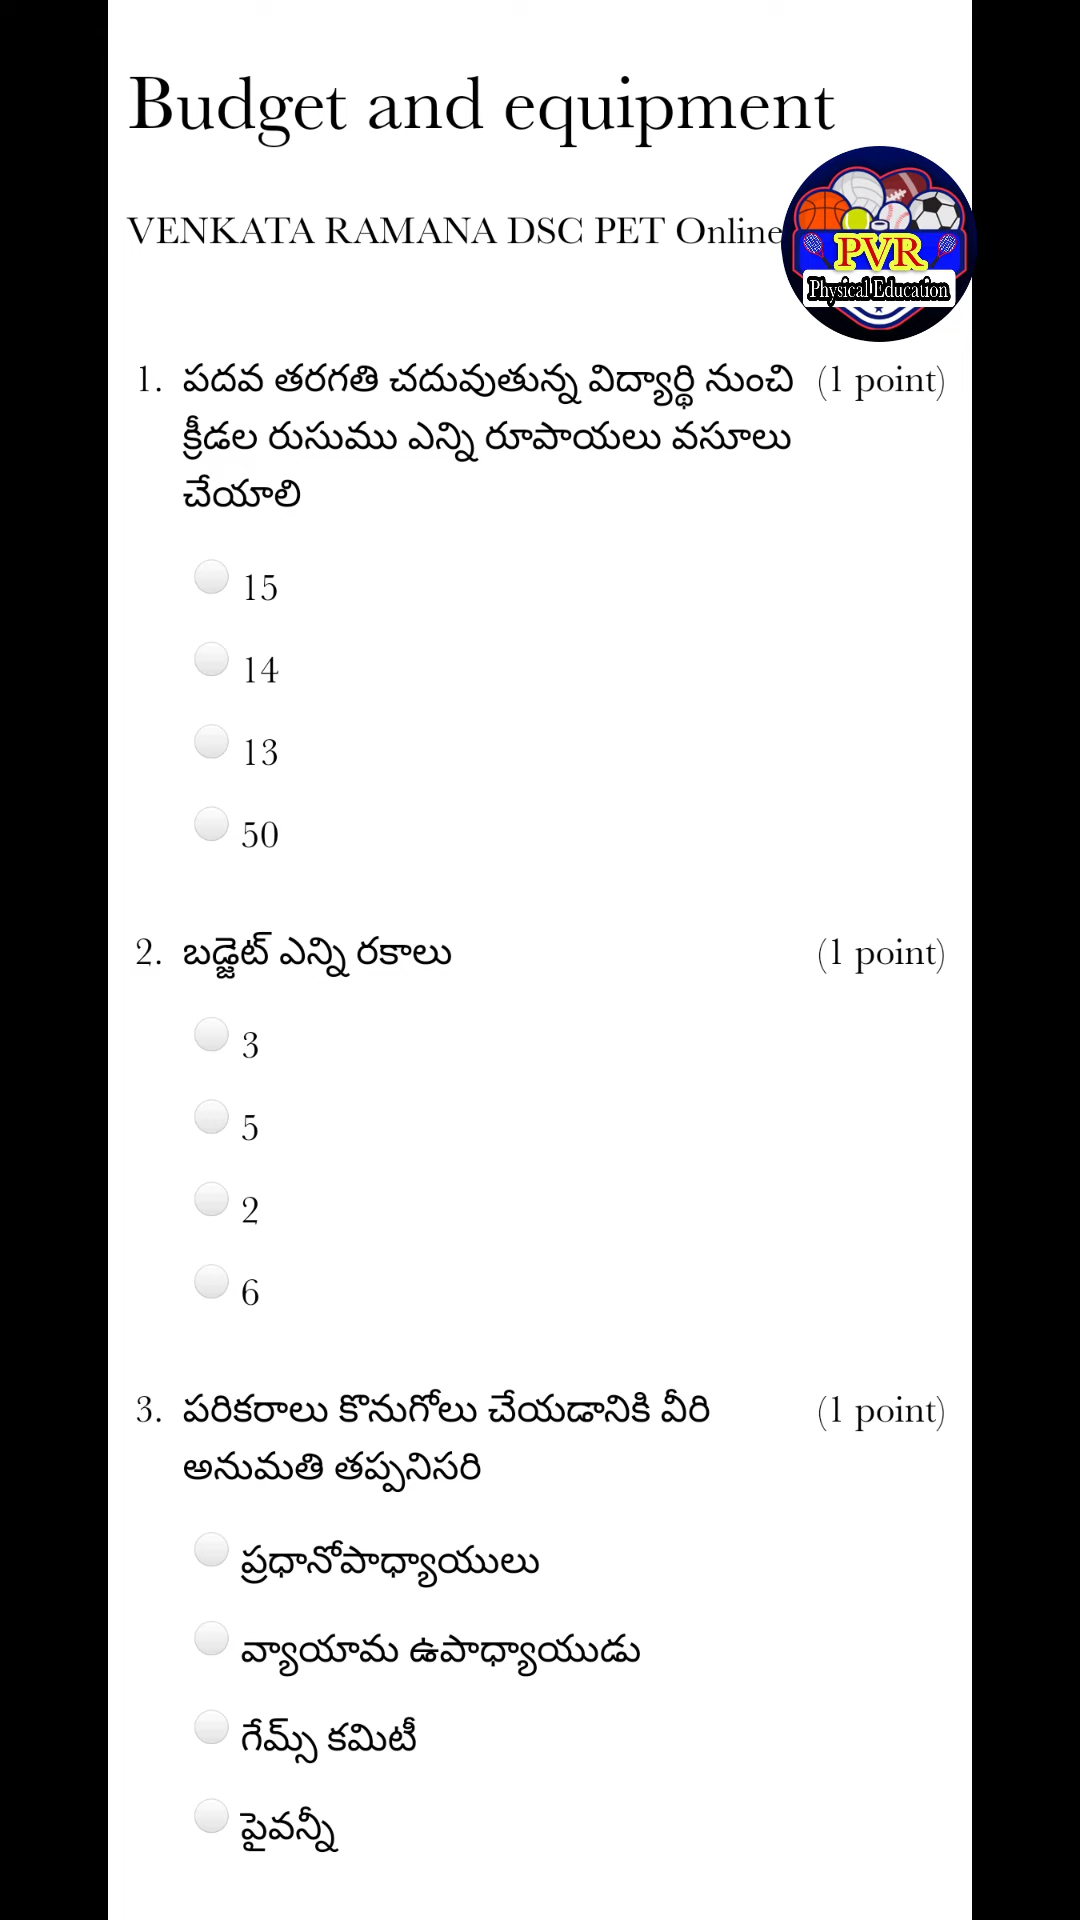 Budget and equipment
VENKATA RAMANA DSC PET Online
PVR
Physical Education
1. పదవ తరగతి చదువుతున్న విద్యార్థి నుంచి (1 point)
క్రీడల రుసుము ఎన్ని రూపాయలు వసూలు
చేయాలి
15
14
13
50
2. బడ్జెట్ ఎన్ని రకాలు (1 point)
3
5
2
6
3. పరికరాలు కొనుగోలు చేయడానికి వీరి (1 point)
అనుమతి తప్పనిసరి
ప్రధానోపాధ్యాయులు
వ్యాయామ ఉపాధ్యాయుడు
గేమ్స్ కమిటీ
పైవన్నీ